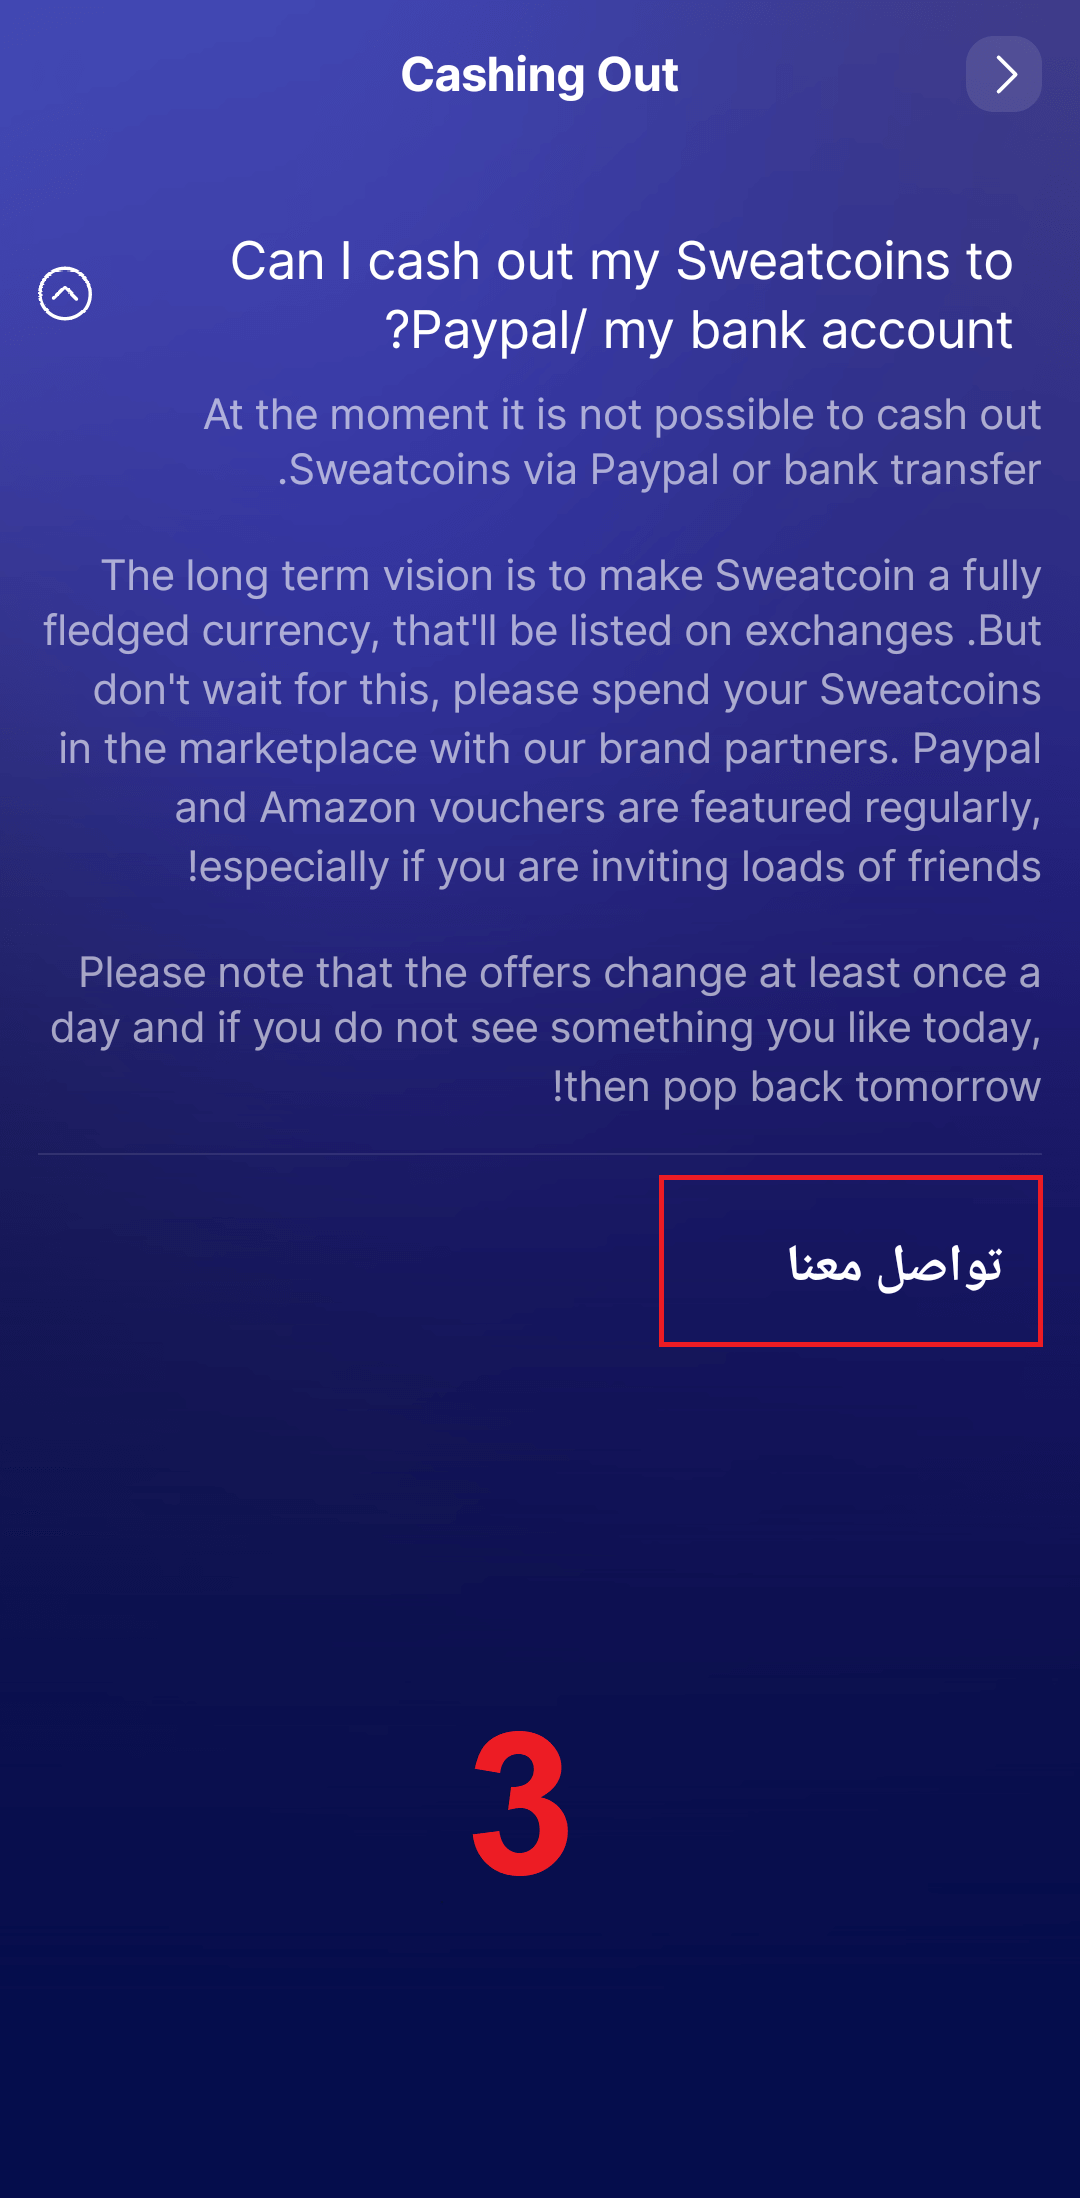 Cashing Out
Can I cash out my Sweatcoins to
?Paypal/ my bank account
At the moment it is not possible to cash out
.Sweatcoins via Paypal or bank transfer
The long term vision is to make Sweatcoin a fully
fledged currency, that'll be listed on exchanges .But
don't wait for this, please spend your Sweatcoins
in the marketplace with our brand partners. Paypal
and Amazon vouchers are featured regularly,
!especially if you are inviting loads of friends
Please note that the offers change at least once a
day and if you do not see something you like today,
!then pop back tomorrow
تواصل معنا
3